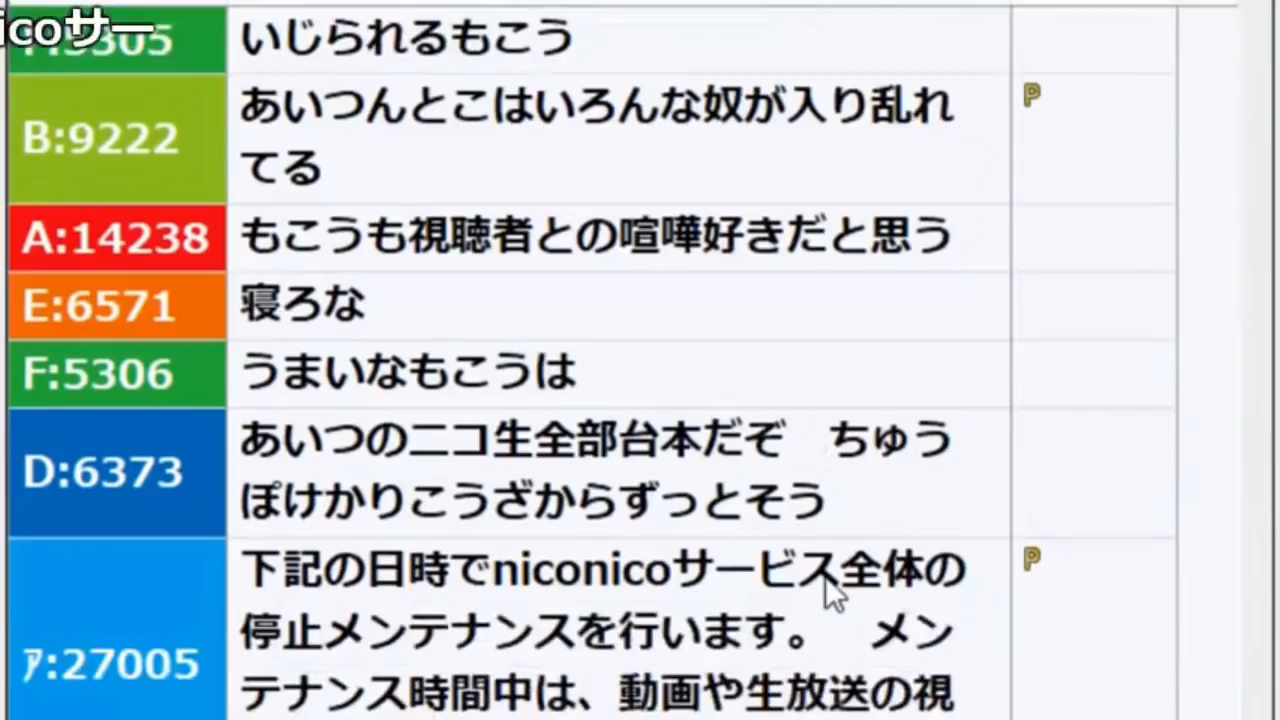 icoサー
:5305 いじられるもこう
B:9222 あいつんとこはいろんな奴が入り乱れ P
てる
A:14238 もこうも視聴者との喧嘩好きだと思う
E:6571 寝ろな
F:5306 うまいなもこうは
D:6373 あいつのニコ生全部台本だぞ　ちゅう
ぽけかりこうざからずっとそう
下記の日時でniconicoサービス全体の P
停止メンテナンスを行います。　メン
ｱ:27005 テナンス時間中は、動画や生放送の視